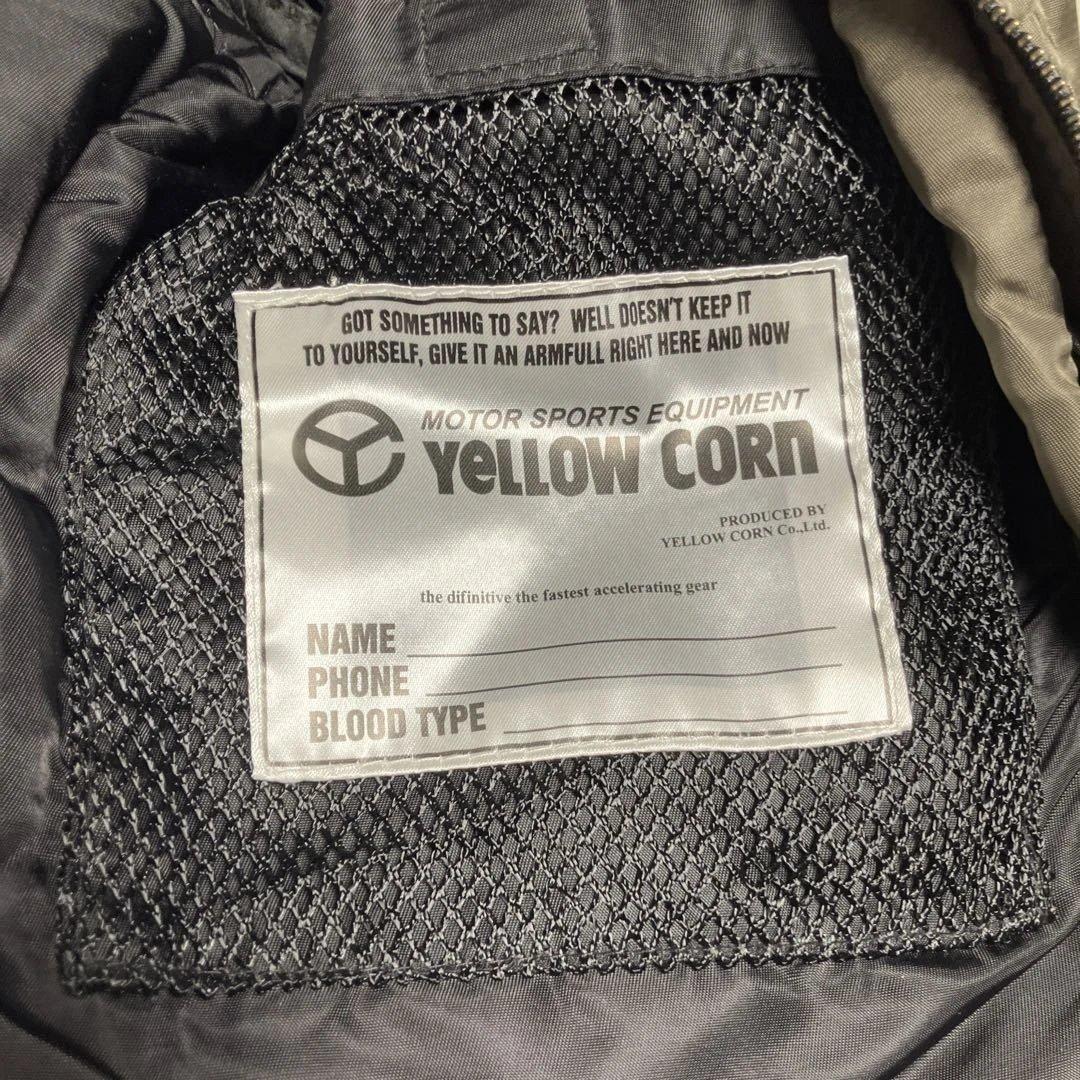 GOT SOMETHING TO SAY? WELL DOESN'T KEEP IT
TO YOURSELF, GIVE IT AN ARMFULL RIGHT HERE AND NOW
MOTOR SPORTS EQUIPMENT
YeLLOW CORn
PRODUCED BY
YELLOW CORN Co.,Ltd.
the difinitive the fastest accelerating gear
NAME
PHONE
BLOOD TYPE